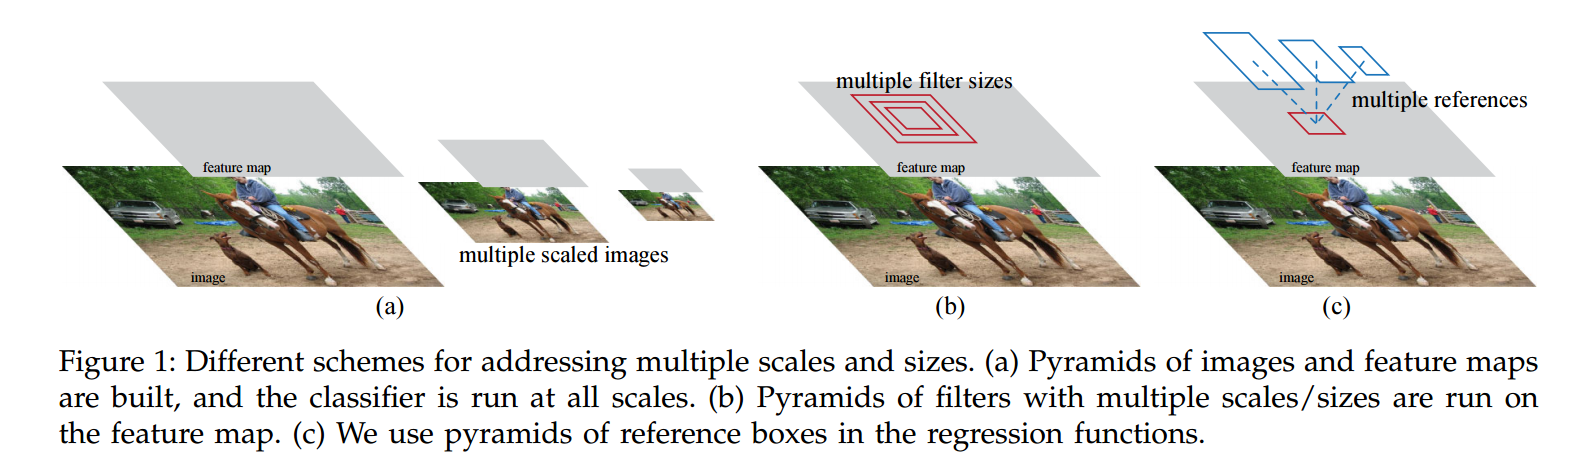 multiple filter sizes
multiple references
feature map
feature map
feature map
multiple scaled images
image
image
image
(a)
(b)
(c)
Figure 1: Different schemes for addressing multiple scales and sizes. (a) Pyramids of images and feature maps
are built, and the classifier is run at all scales. (b) Pyramids of filters with multiple scales/sizes are run on
the feature map. (c) We use pyramids of reference boxes in the regression functions.